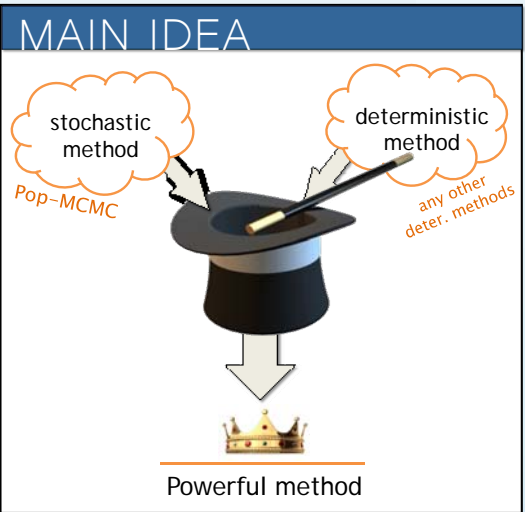 MAIN IDEA
stochastic
method
Pop-MCMC
deterministic
method
any other
deter. methods
Powerful method